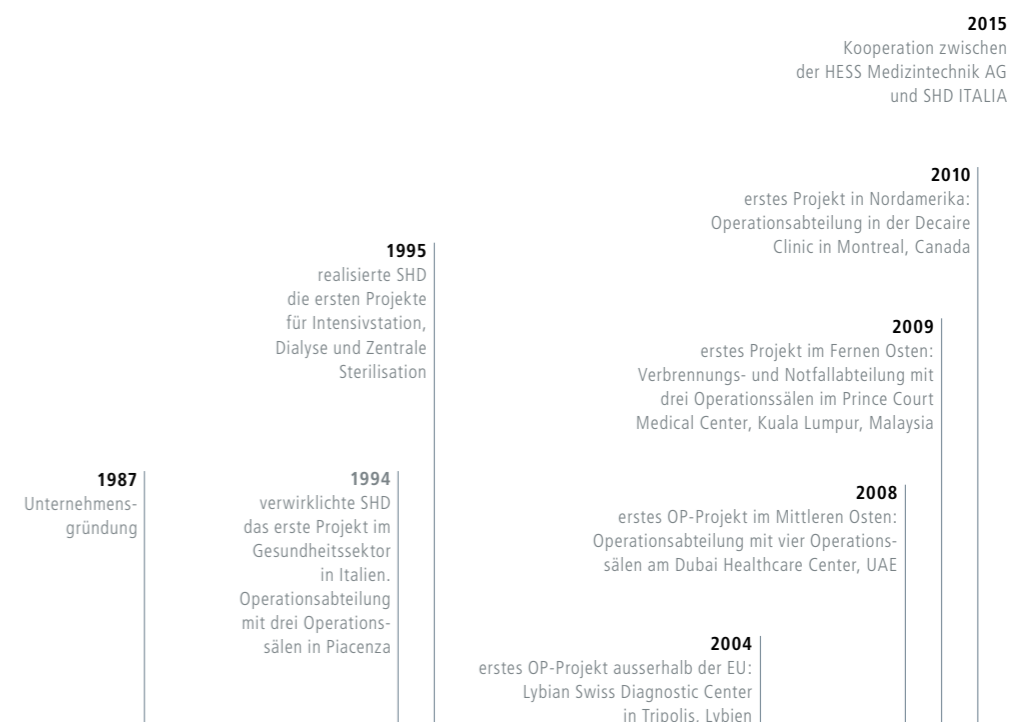 2015
Kooperation zwischen
der HESS Medizintechnik AG
und SHD ITALIA
2010
erstes Projekt in Nordamerika:
Operationsabteilung in der Decaire
Clinic in Montreal, Canada
1995
realisierte SHD
die ersten Projekte
für Intensivstation,
Dialyse und Zentrale
Sterilisation
2009
erstes Projekt im Fernen Osten:
Verbrennungs- und Notfallabteilung mit
drei Operationssälen im Prince Court
Medical Center, Kuala Lumpur, Malaysia
1987
Unternehmens-
gründung
1994
verwirklichte SHD
das erste Projekt im
Gesundheitssektor
in Italien.
Operationsabteilung
mit drei Operations-
sälen in Piacenza
2008
erstes OP-Projekt im Mittleren Osten:
Operationsabteilung mit vier Operations-
sälen am Dubai Healthcare Center, UAE
2004
erstes OP-Projekt ausserhalb der EU:
Lybian Swiss Diagnostic Center
in Tripolis, Lybien